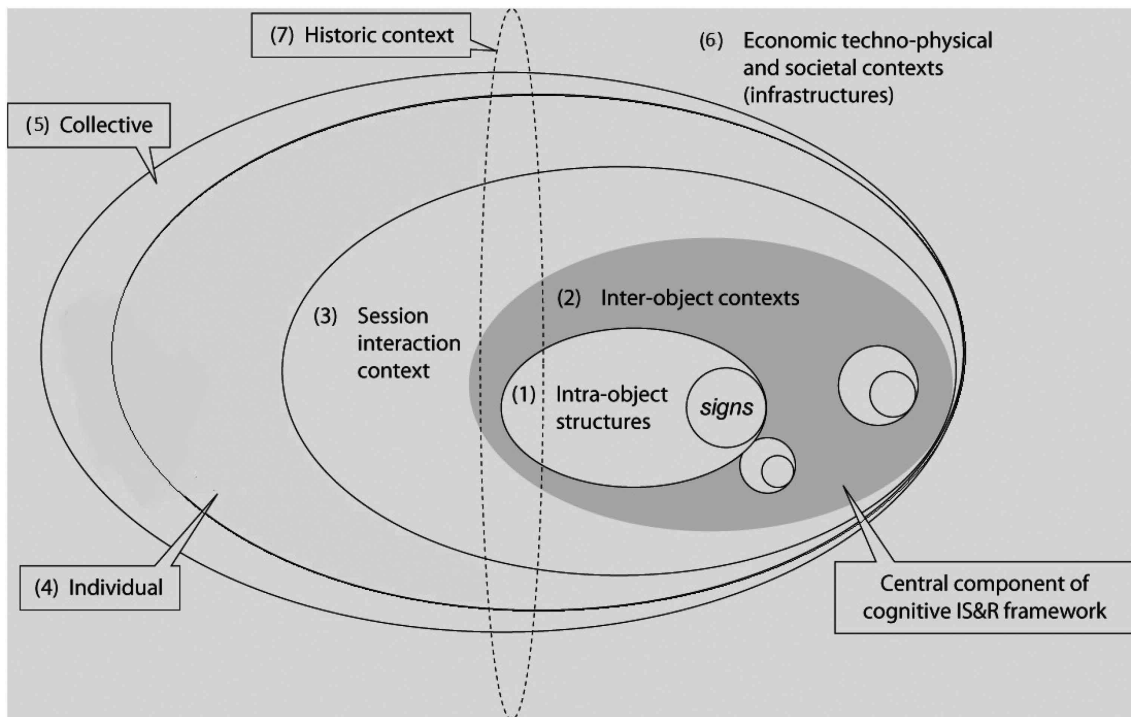 (7) Historic context
(6) Economic techno-physical
and societal contexts
(infrastructures)
(5) Collective
(2) Inter-object contexts
(3) Session
interaction
context
(1) Intra-object
structures
signs
(4) Individual
Central component of
cognitive IS&R framework